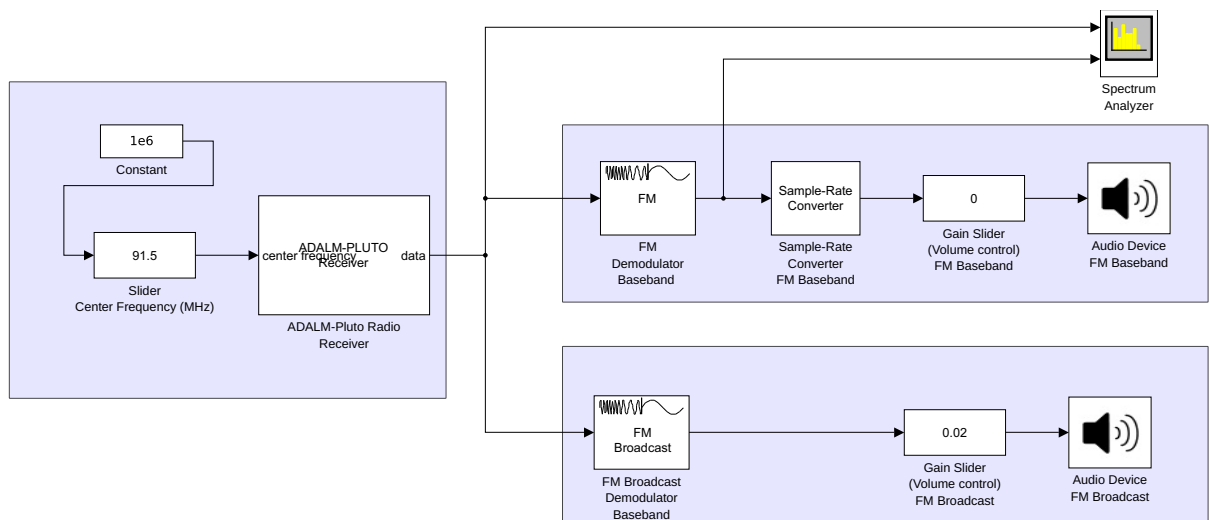 Spectrum
Analyzer
1e6
Constant
91.5
Slider
Center Frequency (MHz)
ADALM-PLUTO
Receiver
center frequency
data
ADALM-Pluto Radio
Receiver
FM
FM
Demodulator
Baseband
Sample-Rate
Converter
Sample-Rate
Converter
FM Baseband
0
Gain Slider
(Volume control)
FM Baseband
Audio Device
FM Baseband
FM
Broadcast
FM Broadcast
Demodulator
Baseband
0.02
Gain Slider
(Volume control)
FM Broadcast
Audio Device
FM Broadcast